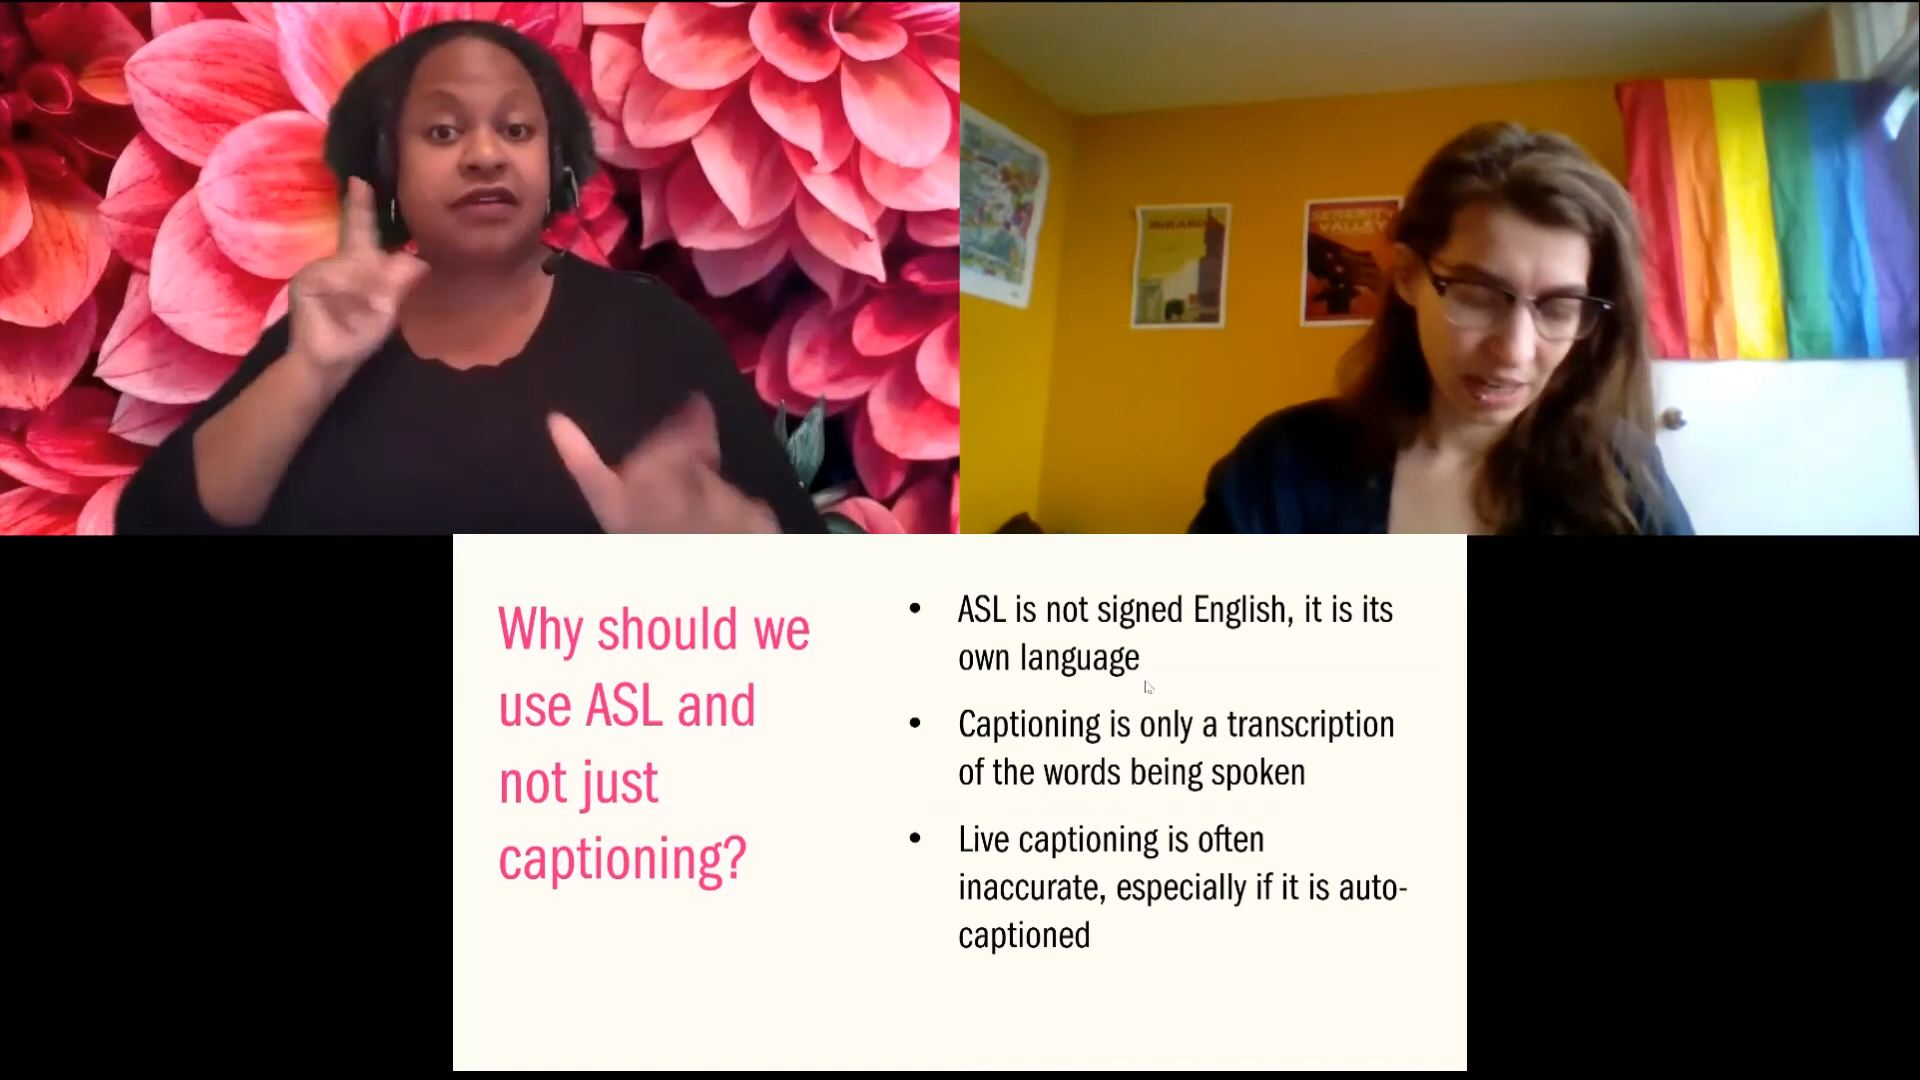 SERENITY
VALLEY
Why should we
use ASL and
not just
captioning?
• ASL is not signed English, it is its
own language
• Captioning is only a transcription
of the words being spoken
• Live captioning is often
inaccurate, especially if it is auto-
captioned